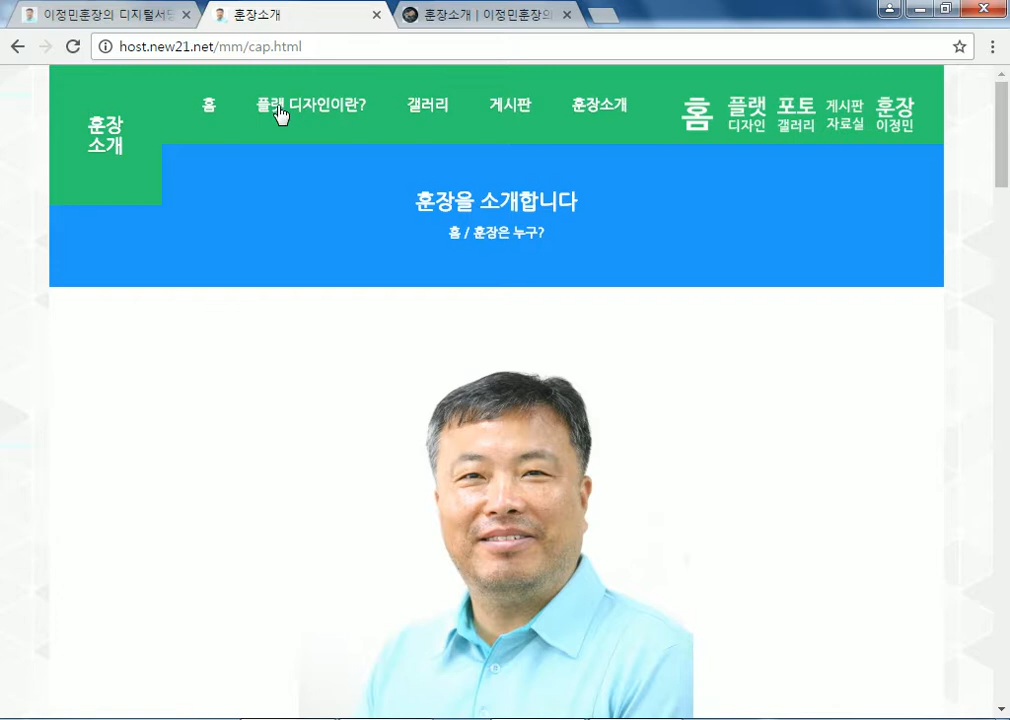 이정민훈장의 디지털서당
훈장소개
훈장소개 | 이정민훈장의
host.new21.net/mm/cap.html
훈장
소개
홈 플랫 디자인이란? 갤러리 게시판 훈장소개
홈 플랫 포토 게시판 훈장
디자인 갤러리 자료실 이정민
훈장을 소개합니다
홈 / 훈장은 누구?